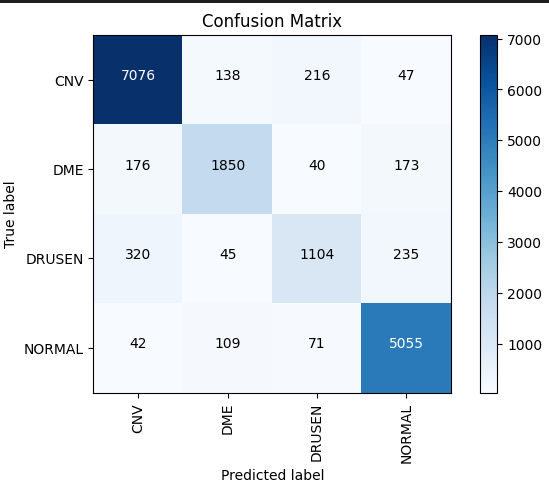 Confusion Matrix
CNV 7076 138 216 47
DME 176 1850 40 173
DRUSEN 320 45 1104 235
NORMAL 42 109 71 5055
CNV DME DRUSEN NORMAL
True label
Predicted label
7000
6000
5000
4000
3000
2000
1000